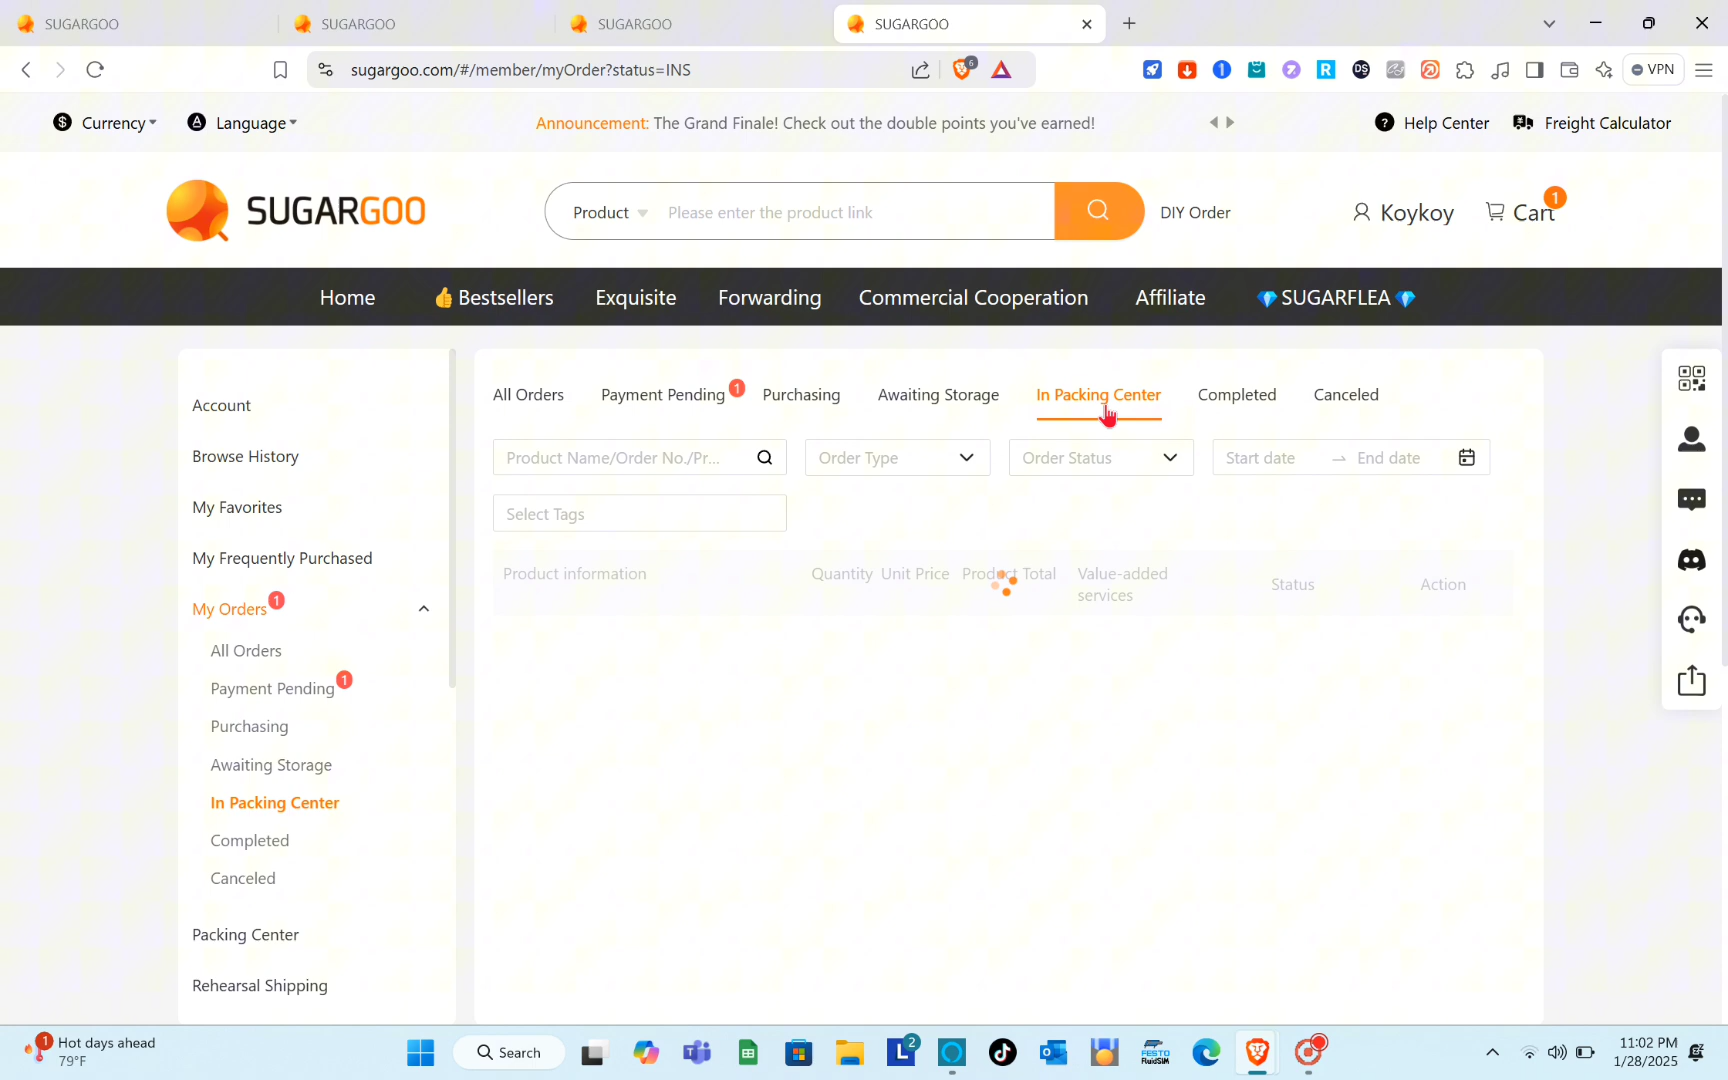 SUGARGOO
SUGARGOO
SUGARGOO
SUGARGOO
sugargoo.com/#/member/myOrder?status=INS
6
VPN
Currency
Language
Announcement: The Grand Finale! Check out the double points you've earned!
Help Center
Freight Calculator
SUGARGOO
Product
Please enter the product link
DIY Order
Koykoy
Cart
1
Home
Bestsellers
Exquisite
Forwarding
Commercial Cooperation
Affiliate
SUGARFLEA
Account
Browse History
My Favorites
My Frequently Purchased
My Orders
1
All Orders
Payment Pending
1
Purchasing
Awaiting Storage
In Packing Center
Completed
Canceled
Packing Center
Rehearsal Shipping
All Orders
Payment Pending
1
Purchasing
Awaiting Storage
In Packing Center
Completed
Canceled
Product Name/Order No./Pr...
Order Type
Order Status
Start date
End date
Select Tags
Product information
Quantity
Unit Price
Product Total
Value-added
services
Status
Action
1
Hot days ahead
79°F
Search
L
2
FESTO
FluidSIM
11:02 PM
1/28/2025